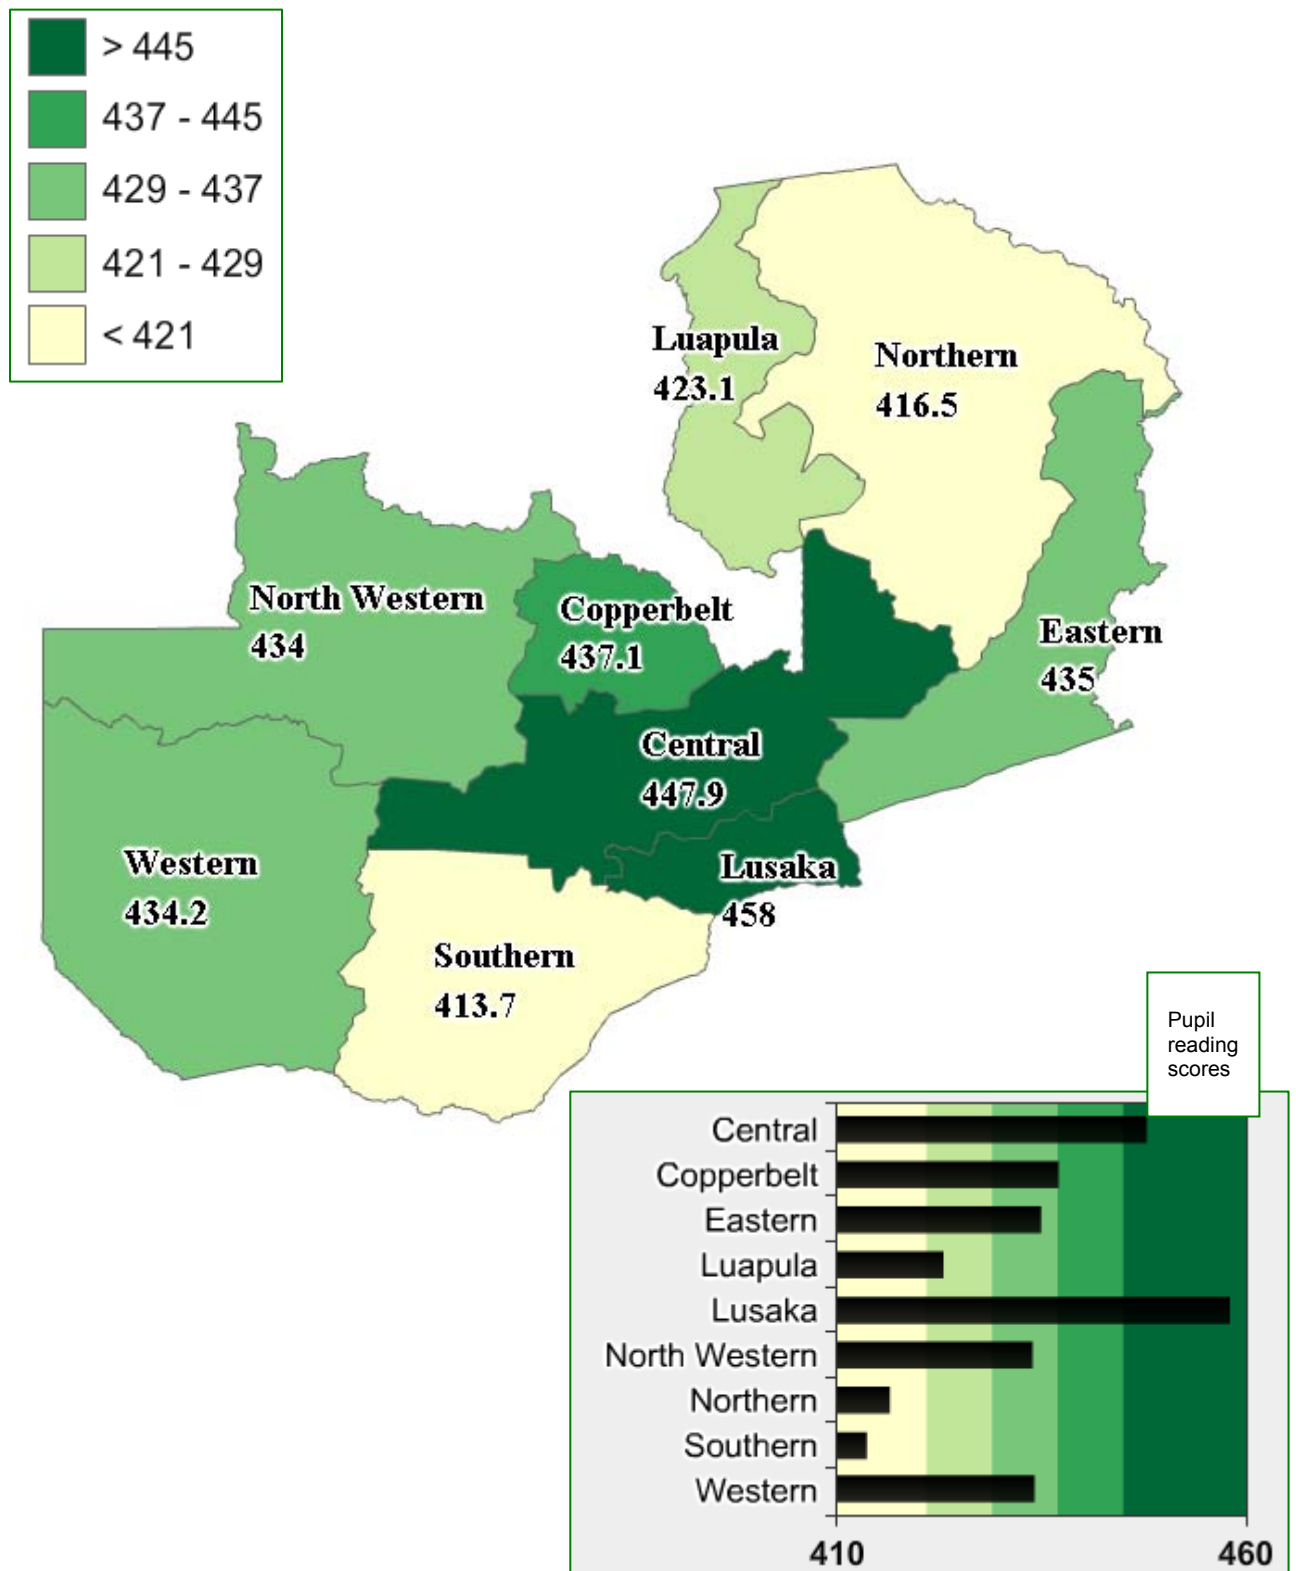 > 445
437 - 445
429 - 437
421 - 429
< 421
Luapula
423.1
Northern
416.5
North Western
434
Copperbelt
437.1
Eastern
435
Central
447.9
Western
434.2
Lusaka
458
Southern
413.7
Pupil
reading
scores
Central
Copperbelt
Eastern
Luapula
Lusaka
North Western
Northern
Southern
Western
410
460